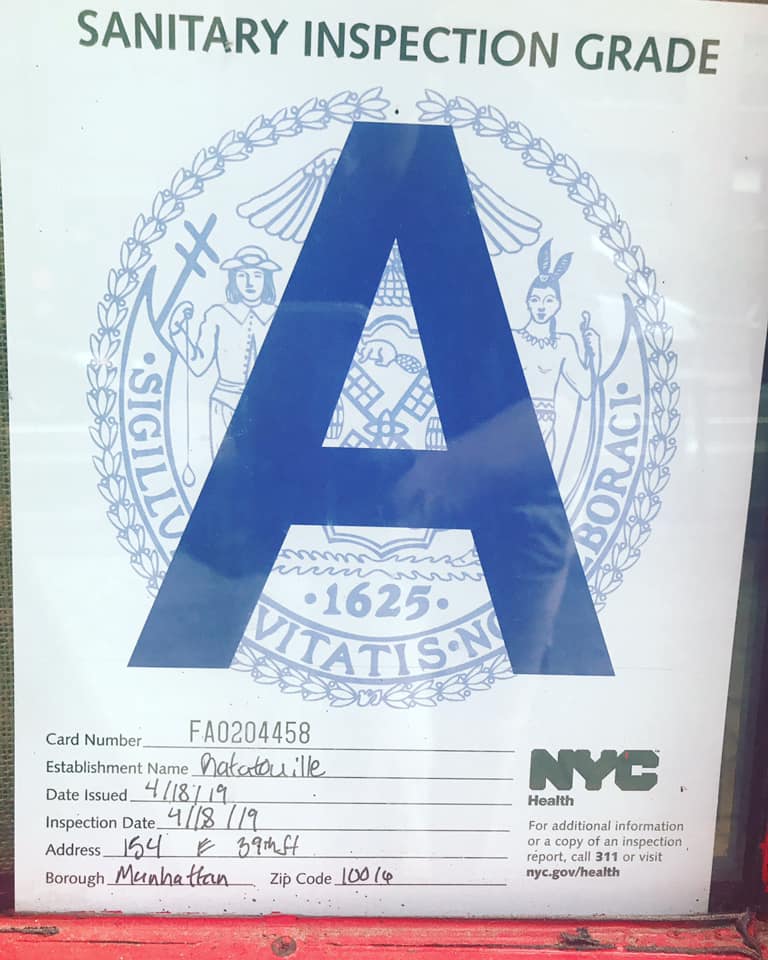 SANITARY INSPECTION GRADE
A
SIGILLU
BORACI
1625
VITATIS NO
Card Number FA0204458
Establishment Name Ratatouille
Date Issued 4/18/19
Inspection Date 4/18/19
Address 154 E 39th St
Borough Manhattan Zip Code 10016
NYC
Health
For additional information
or a copy of an inspection
report, call 311 or visit
nyc.gov/health